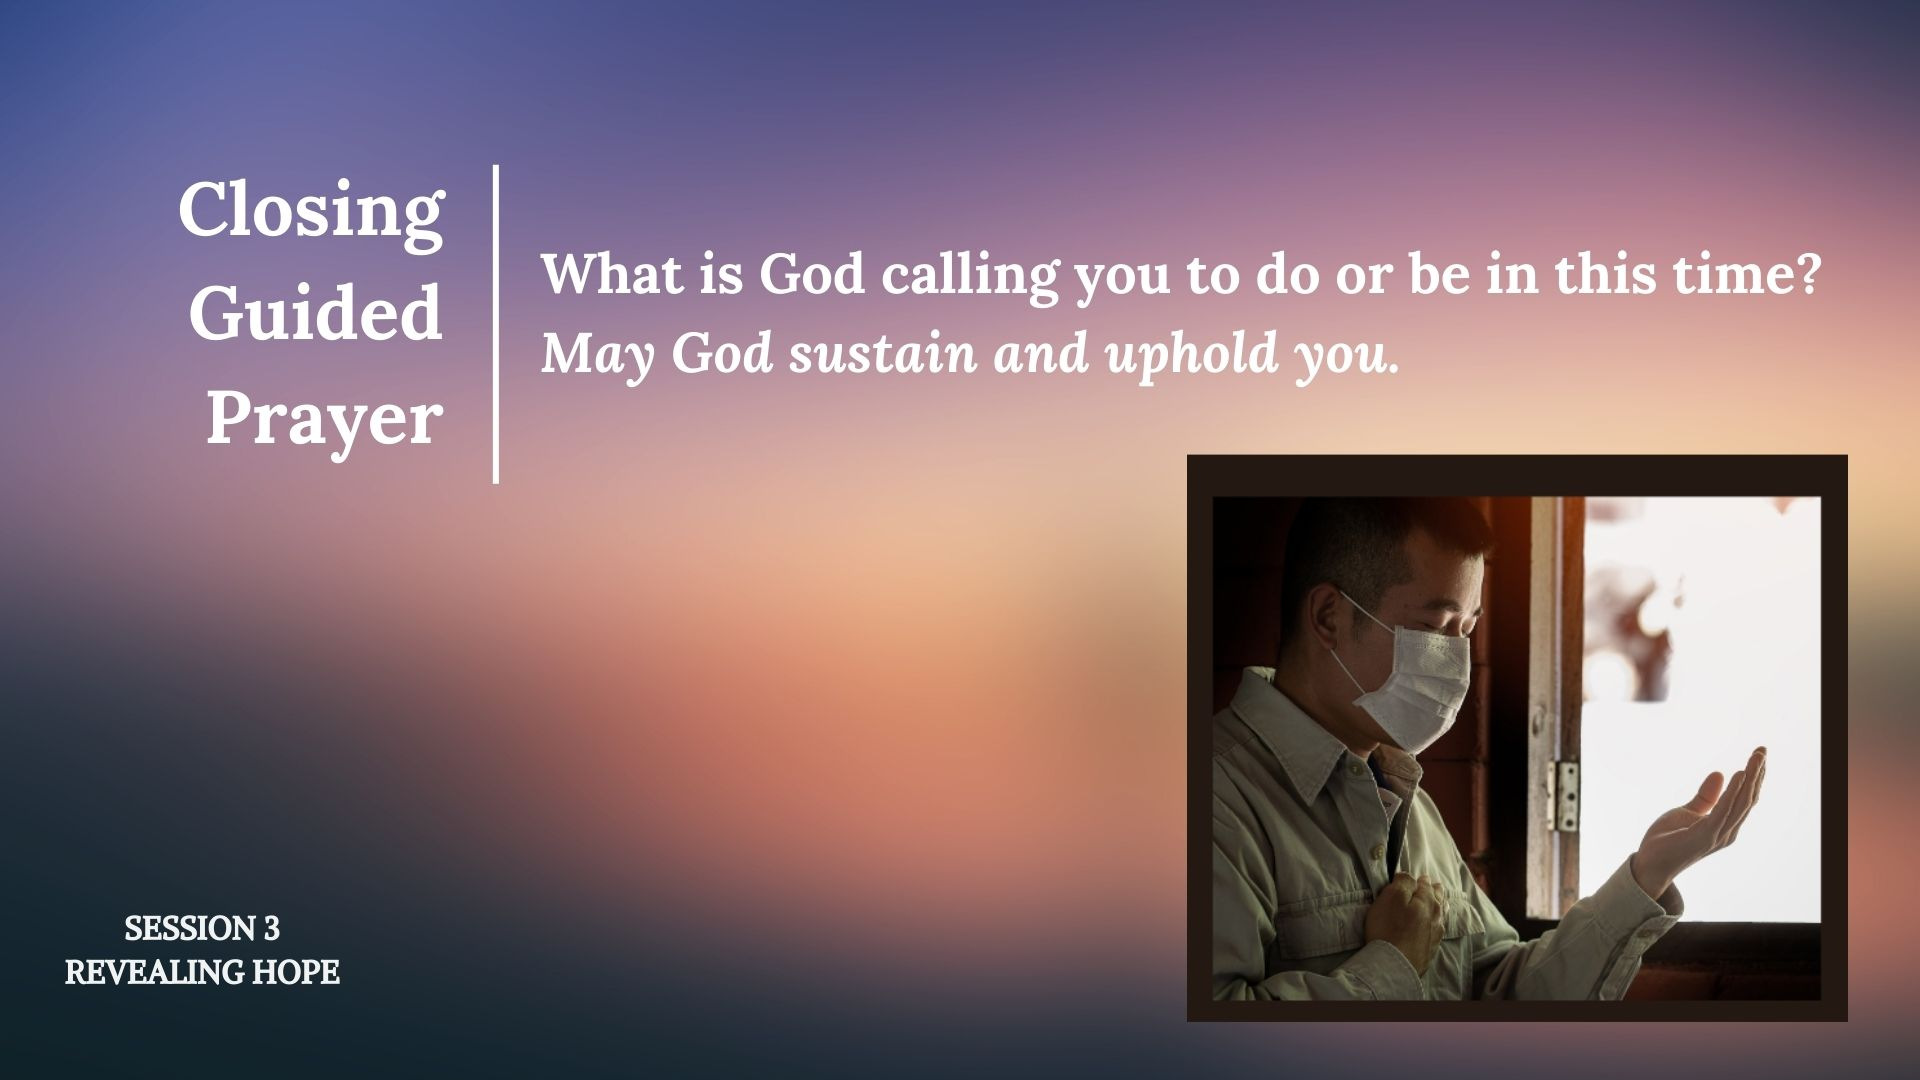 Closing
Guided
Prayer
What is God calling you to do or be in this time?
May God sustain and uphold you.
SESSION 3
REVEALING HOPE